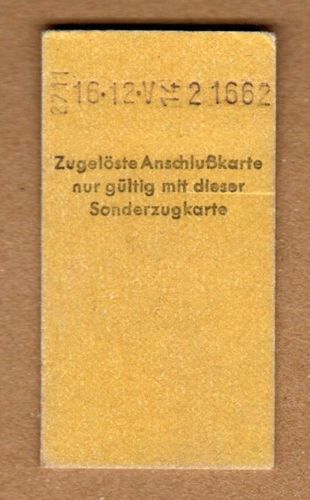 16·12·V 2 1662
Zugelöste Anschlußkarte
nur gültig mit dieser
Sonderzugkarte